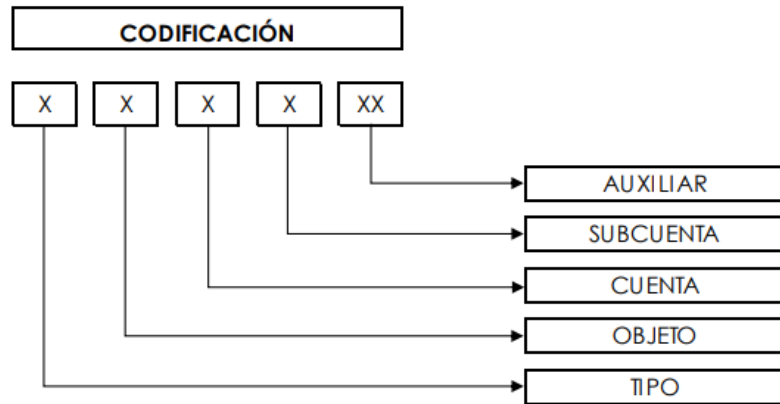 CODIFICACIÓN
X X X X XX
AUXILIAR
SUBCUENTA
CUENTA
OBJETO
TIPO